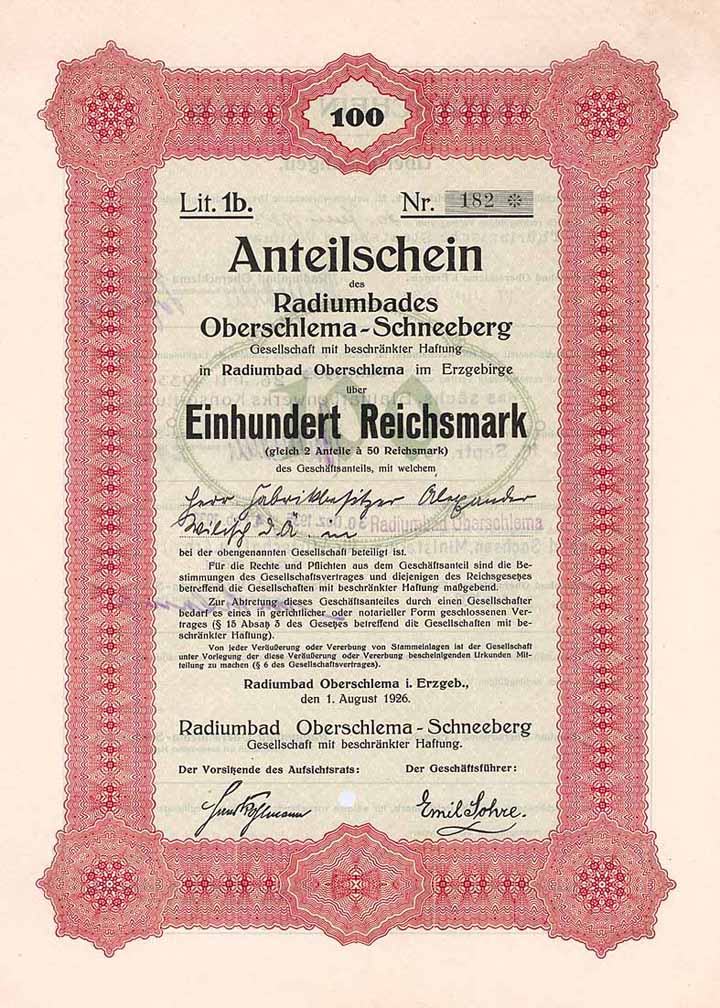 100
Lit. 1b. Nr. 182 *
Anteilschein
des
Radiumbades
Oberschlema-Schneeberg
Gesellschaft mit beschränkter Haftung
in Radiumbad Oberschlema im Erzgebirge
über
Einhundert Reichsmark
(gleich 2 Anteile à 50 Reichsmark)
des Geschäftsanteils, mit welchem
Herr Fabrikbesitzer Alexander
Wilisch d. Ä. in Radiumbad Oberschlema
bei der obengenannten Gesellschaft beteiligt ist.
Für die Rechte und Pflichten aus dem Geschäftsanteil sind die Be-
stimmungen des Gesellschaftsvertrages und diejenigen des Reichsgesetzes
betreffend die Gesellschaften mit beschränkter Haftung maßgebend.
Zur Abtretung dieses Geschäftsanteiles durch einen Gesellschafter
bedarf es eines in gerichtlicher oder notarieller Form geschlossenen Ver-
trages (§ 15 Absatz 3 des Gesetzes betreffend die Gesellschaften mit be-
schränkter Haftung).
Von jeder Veräußerung oder Vererbung von Stammeinlagen ist der Gesellschaft
unter Vorlegung der diese Veräußerung oder Vererbung bescheinigenden Urkunden Mit-
teilung zu machen (§ 6 des Gesellschaftsvertrages).
Radiumbad Oberschlema i. Erzgeb.,
den 1. August 1926.
Radiumbad Oberschlema-Schneeberg
Gesellschaft mit beschränkter Haftung.
Der Vorsitzende des Aufsichtsrats: Der Geschäftsführer:
Emil Lohre.